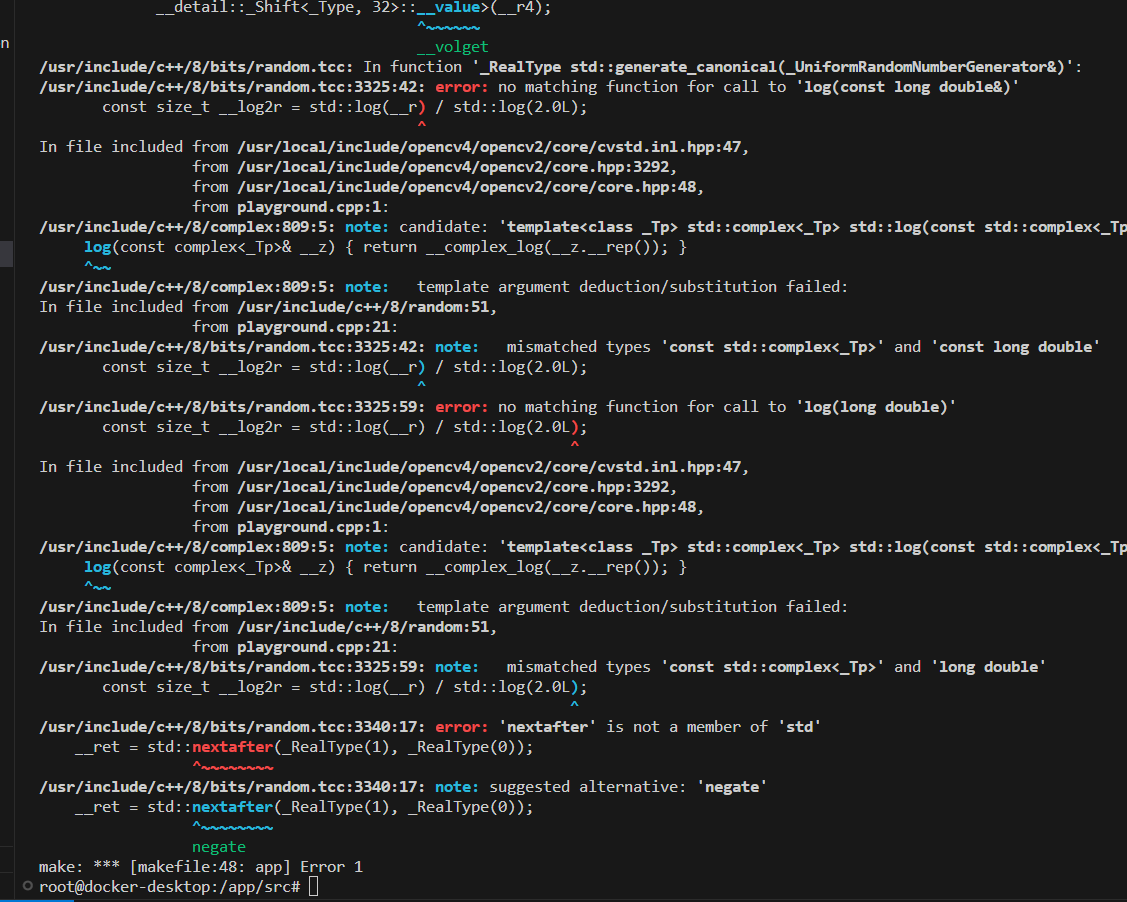 __detail::_Shift<_Type, 32>::__value>(__r4);
^~~~~~~
__volget
n
/usr/include/c++/8/bits/random.tcc: In function '_RealType std::generate_canonical(_UniformRandomNumberGenerator&)':
/usr/include/c++/8/bits/random.tcc:3325:42: error: no matching function for call to 'log(const long double&)'
const size_t __log2r = std::log(__r) / std::log(2.0L);
^
In file included from /usr/local/include/opencv4/opencv2/core/cvstd.inl.hpp:47,
from /usr/local/include/opencv4/opencv2/core.hpp:3292,
from /usr/local/include/opencv4/opencv2/core/core.hpp:48,
from playground.cpp:1:
/usr/include/c++/8/complex:809:5: note: candidate: 'template<class _Tp> std::complex<_Tp> std::log(const std::complex<_Tp
log(const complex<_Tp>& __z) { return __complex_log(__z.__rep()); }
^~~
/usr/include/c++/8/complex:809:5: note: template argument deduction/substitution failed:
In file included from /usr/include/c++/8/random:51,
from playground.cpp:21:
/usr/include/c++/8/bits/random.tcc:3325:42: note: mismatched types 'const std::complex<_Tp>' and 'const long double'
const size_t __log2r = std::log(__r) / std::log(2.0L);
^
/usr/include/c++/8/bits/random.tcc:3325:59: error: no matching function for call to 'log(long double)'
const size_t __log2r = std::log(__r) / std::log(2.0L);
^
In file included from /usr/local/include/opencv4/opencv2/core/cvstd.inl.hpp:47,
from /usr/local/include/opencv4/opencv2/core.hpp:3292,
from /usr/local/include/opencv4/opencv2/core/core.hpp:48,
from playground.cpp:1:
/usr/include/c++/8/complex:809:5: note: candidate: 'template<class _Tp> std::complex<_Tp> std::log(const std::complex<_Tp
log(const complex<_Tp>& __z) { return __complex_log(__z.__rep()); }
^~~
/usr/include/c++/8/complex:809:5: note: template argument deduction/substitution failed:
In file included from /usr/include/c++/8/random:51,
from playground.cpp:21:
/usr/include/c++/8/bits/random.tcc:3325:59: note: mismatched types 'const std::complex<_Tp>' and 'long double'
const size_t __log2r = std::log(__r) / std::log(2.0L);
^
/usr/include/c++/8/bits/random.tcc:3340:17: error: 'nextafter' is not a member of 'std'
__ret = std::nextafter(_RealType(1), _RealType(0));
^~~~~~~~~
/usr/include/c++/8/bits/random.tcc:3340:17: note: suggested alternative: 'negate'
__ret = std::nextafter(_RealType(1), _RealType(0));
^~~~~~~~~
negate
make: *** [makefile:48: app] Error 1
root@docker-desktop:/app/src#